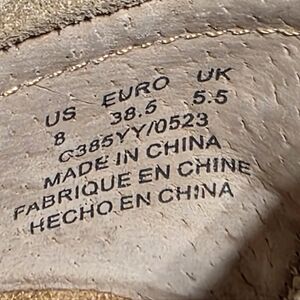 US EURO UK
8 38.5 5.5
C385YY/0523
MADE IN CHINA
FABRIQUE EN CHINE
HECHO EN CHINA